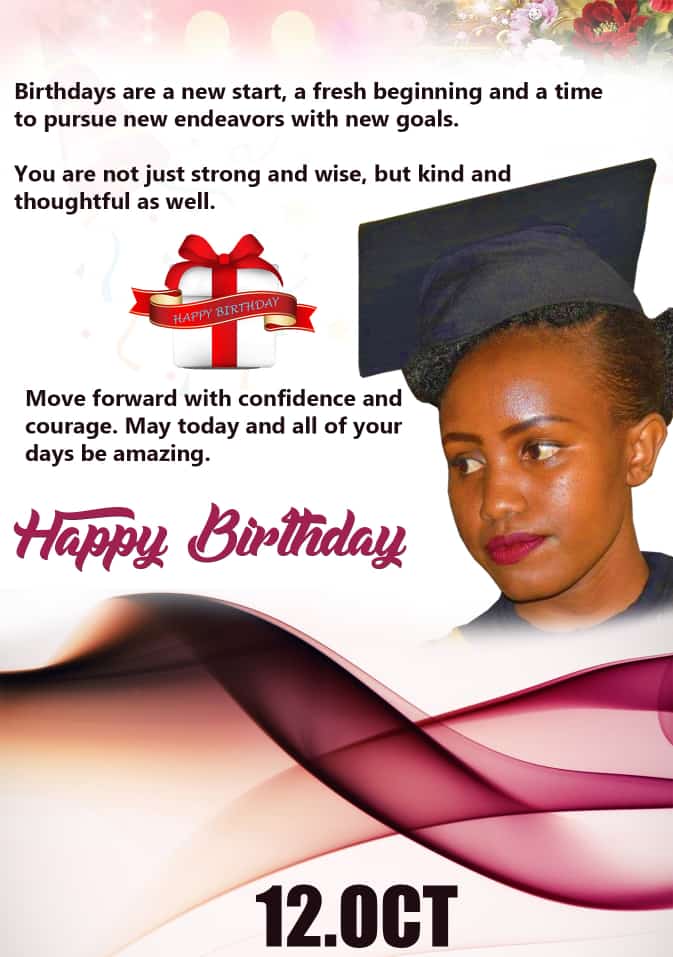 Birthdays are a new start, a fresh beginning and a time
to pursue new endeavors with new goals.
You are not just strong and wise, but kind and
thoughtful as well.
HAPPY BIRTHDAY
Move forward with confidence and
courage. May today and all of your
days be amazing.
Happy Birthday
12.OCT